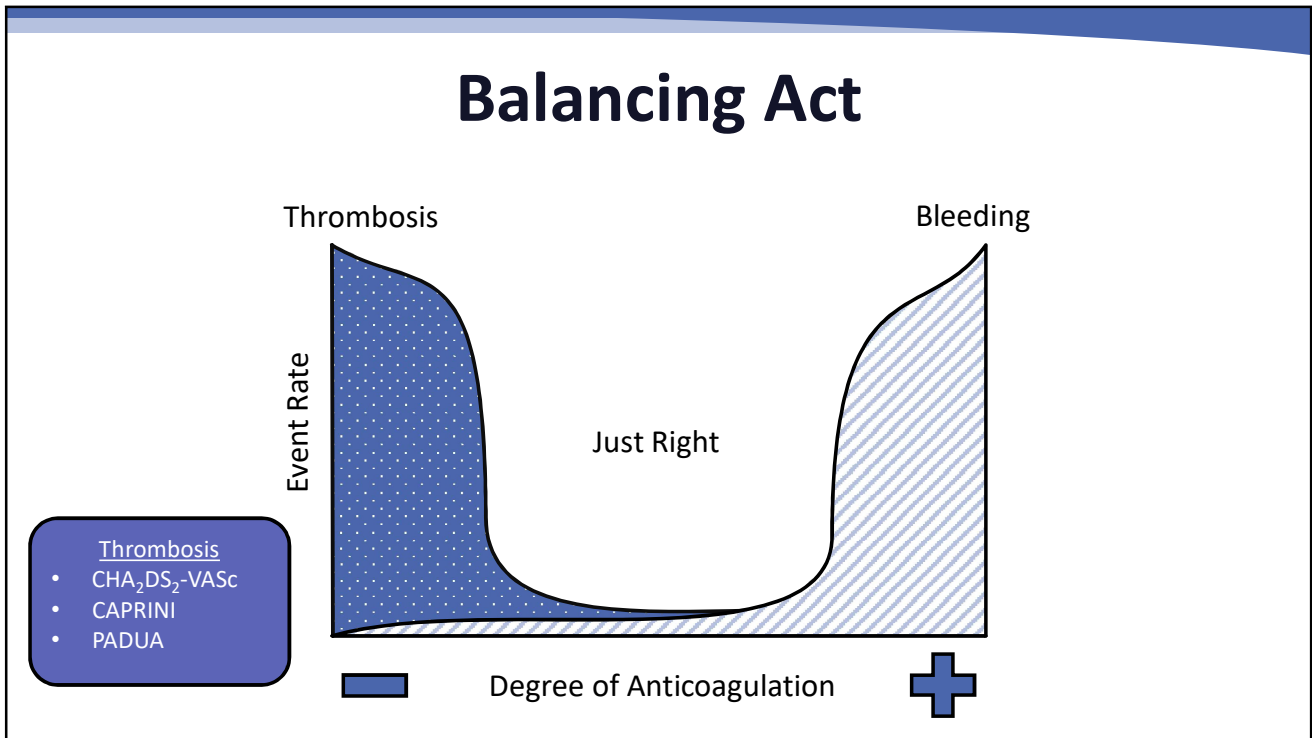 Balancing Act
Thrombosis
Bleeding
Event Rate
Just Right
Thrombosis
• CHA₂DS₂-VASc
• CAPRINI
• PADUA
Degree of Anticoagulation